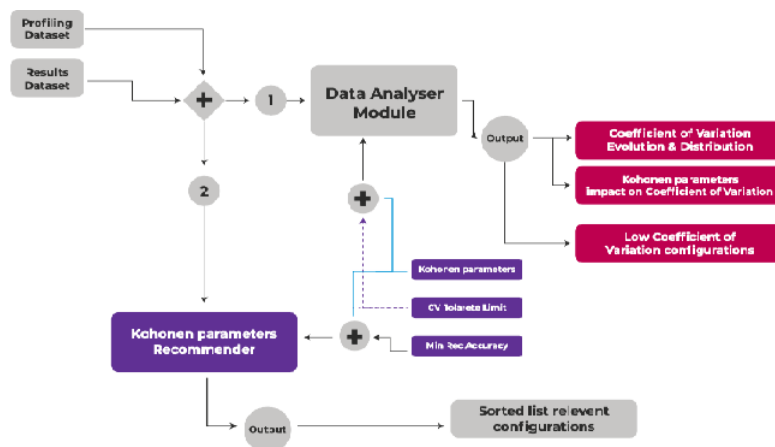 Profiling
Dataset
Results
Dataset
1
Data Analyser
Module
Output
Coefficient of Variation
Evolution & Distribution
Kohonen parameters
impact on Coefficient of Variation
Low Coefficient of
Variation configurations
2
Kohonen parameters
CV Tolarete Limit
Min Rec Accuracy
Kohonen parameters
Recommender
Output
Sorted list relevent
configurations